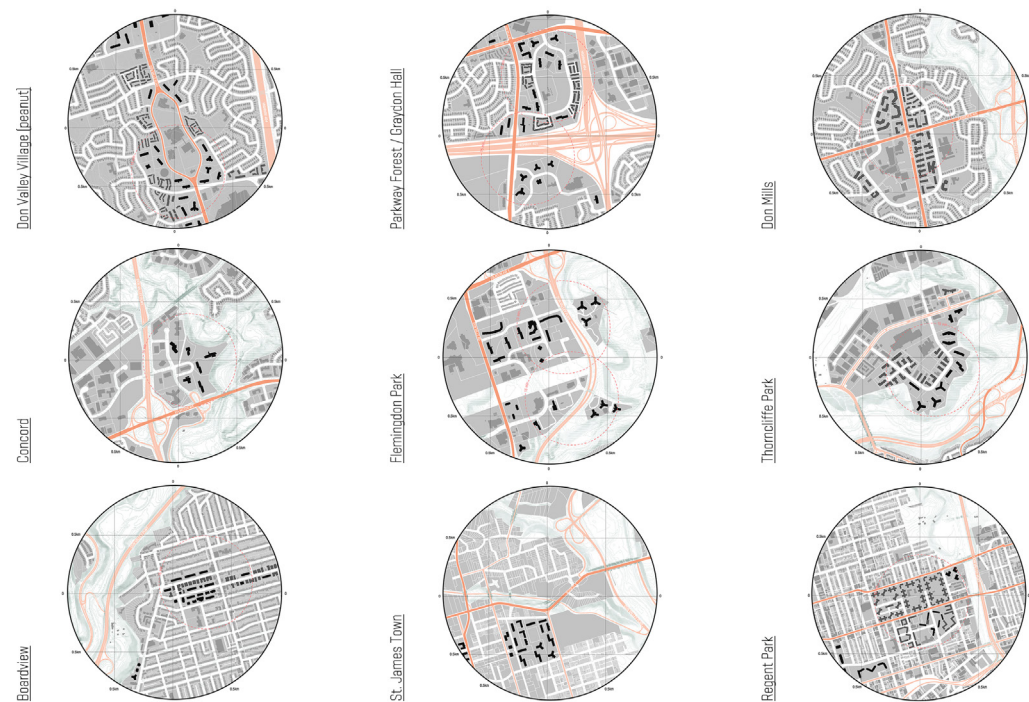 Don Valley Village [peanut]
Parkway Forest / Graydon Hall
Don Mills
Concord
Flemingdon Park
Thorncliffe Park
Boardview
St. James Town
Regent Park